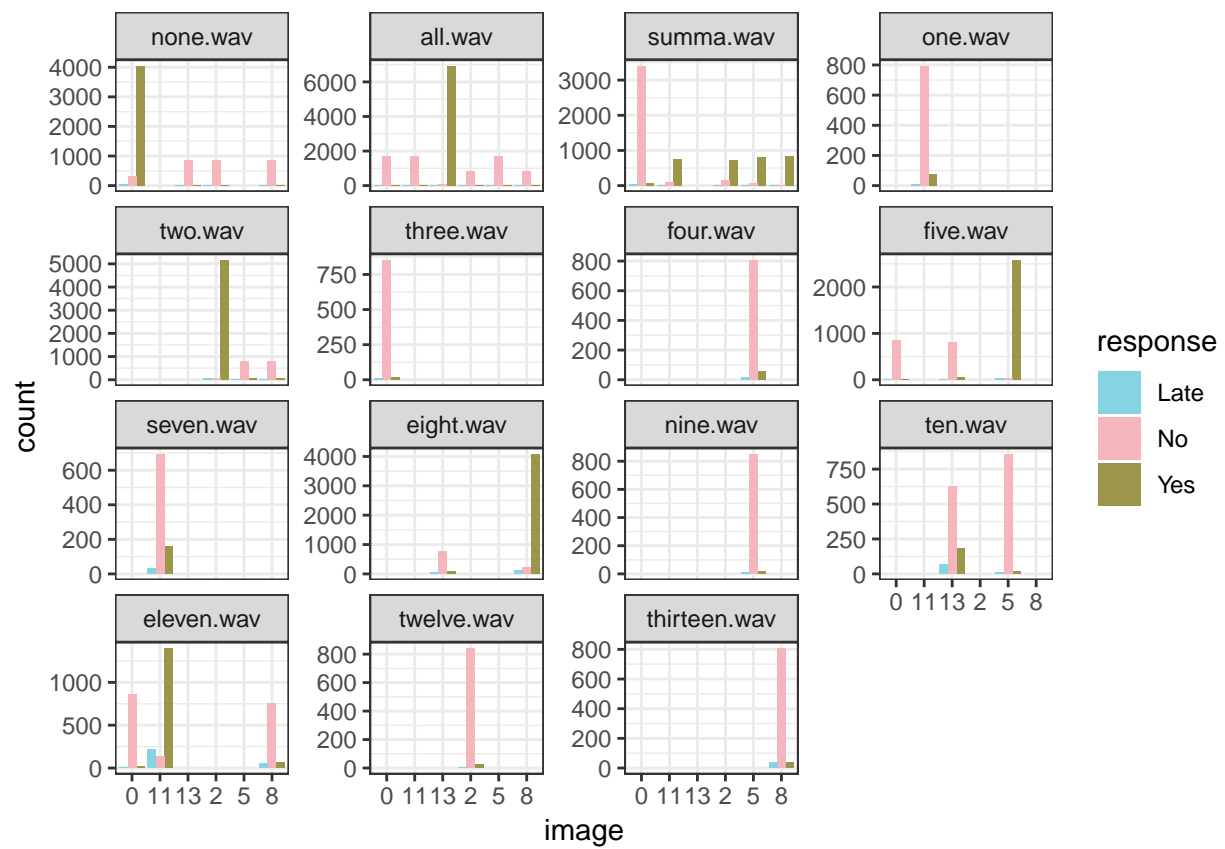 none.wav
all.wav
summa.wav
one.wav
4000
3000
2000
1000
0
6000
4000
2000
0
3000
2000
1000
0
800
600
400
200
0
two.wav
three.wav
four.wav
five.wav
5000
4000
3000
2000
1000
0
750
500
250
0
800
600
400
200
0
2000
1000
0
seven.wav
eight.wav
nine.wav
ten.wav
600
400
200
0
4000
3000
2000
1000
0
800
600
400
200
0
750
500
250
0
0 11 13 2 5 8
eleven.wav
twelve.wav
thirteen.wav
1000
500
0
800
600
400
200
0
800
600
400
200
0
0 11 13 2 5 8
0 11 13 2 5 8
0 11 13 2 5 8
image
count
response
Late
No
Yes